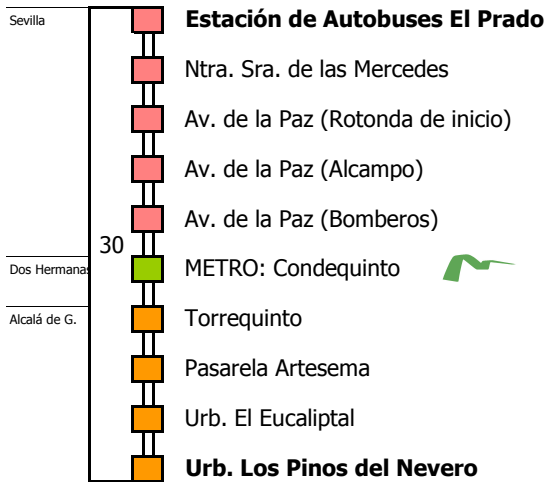 Sevilla
Estación de Autobuses El Prado
Ntra. Sra. de las Mercedes
Av. de la Paz (Rotonda de inicio)
Av. de la Paz (Alcampo)
Av. de la Paz (Bomberos)
30
Dos Hermanas
METRO: Condequinto
Alcalá de G.
Torrequinto
Pasarela Artesema
Urb. El Eucaliptal
Urb. Los Pinos del Nevero